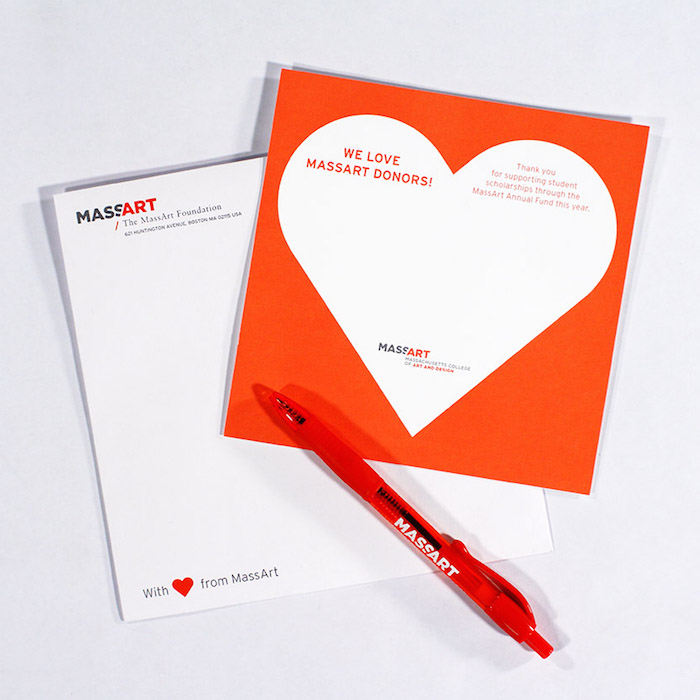 WE LOVE
MASSART DONORS!
Thank you
for supporting student
scholarships through the
MassArt Annual Fund this year.
MASSART
MASSACHUSETTS COLLEGE
OF ART AND DESIGN
MASSART
/ The MassArt Foundation
621 HUNTINGTON AVENUE, BOSTON MA 02115 USA
With ♥ from MassArt
MASSART